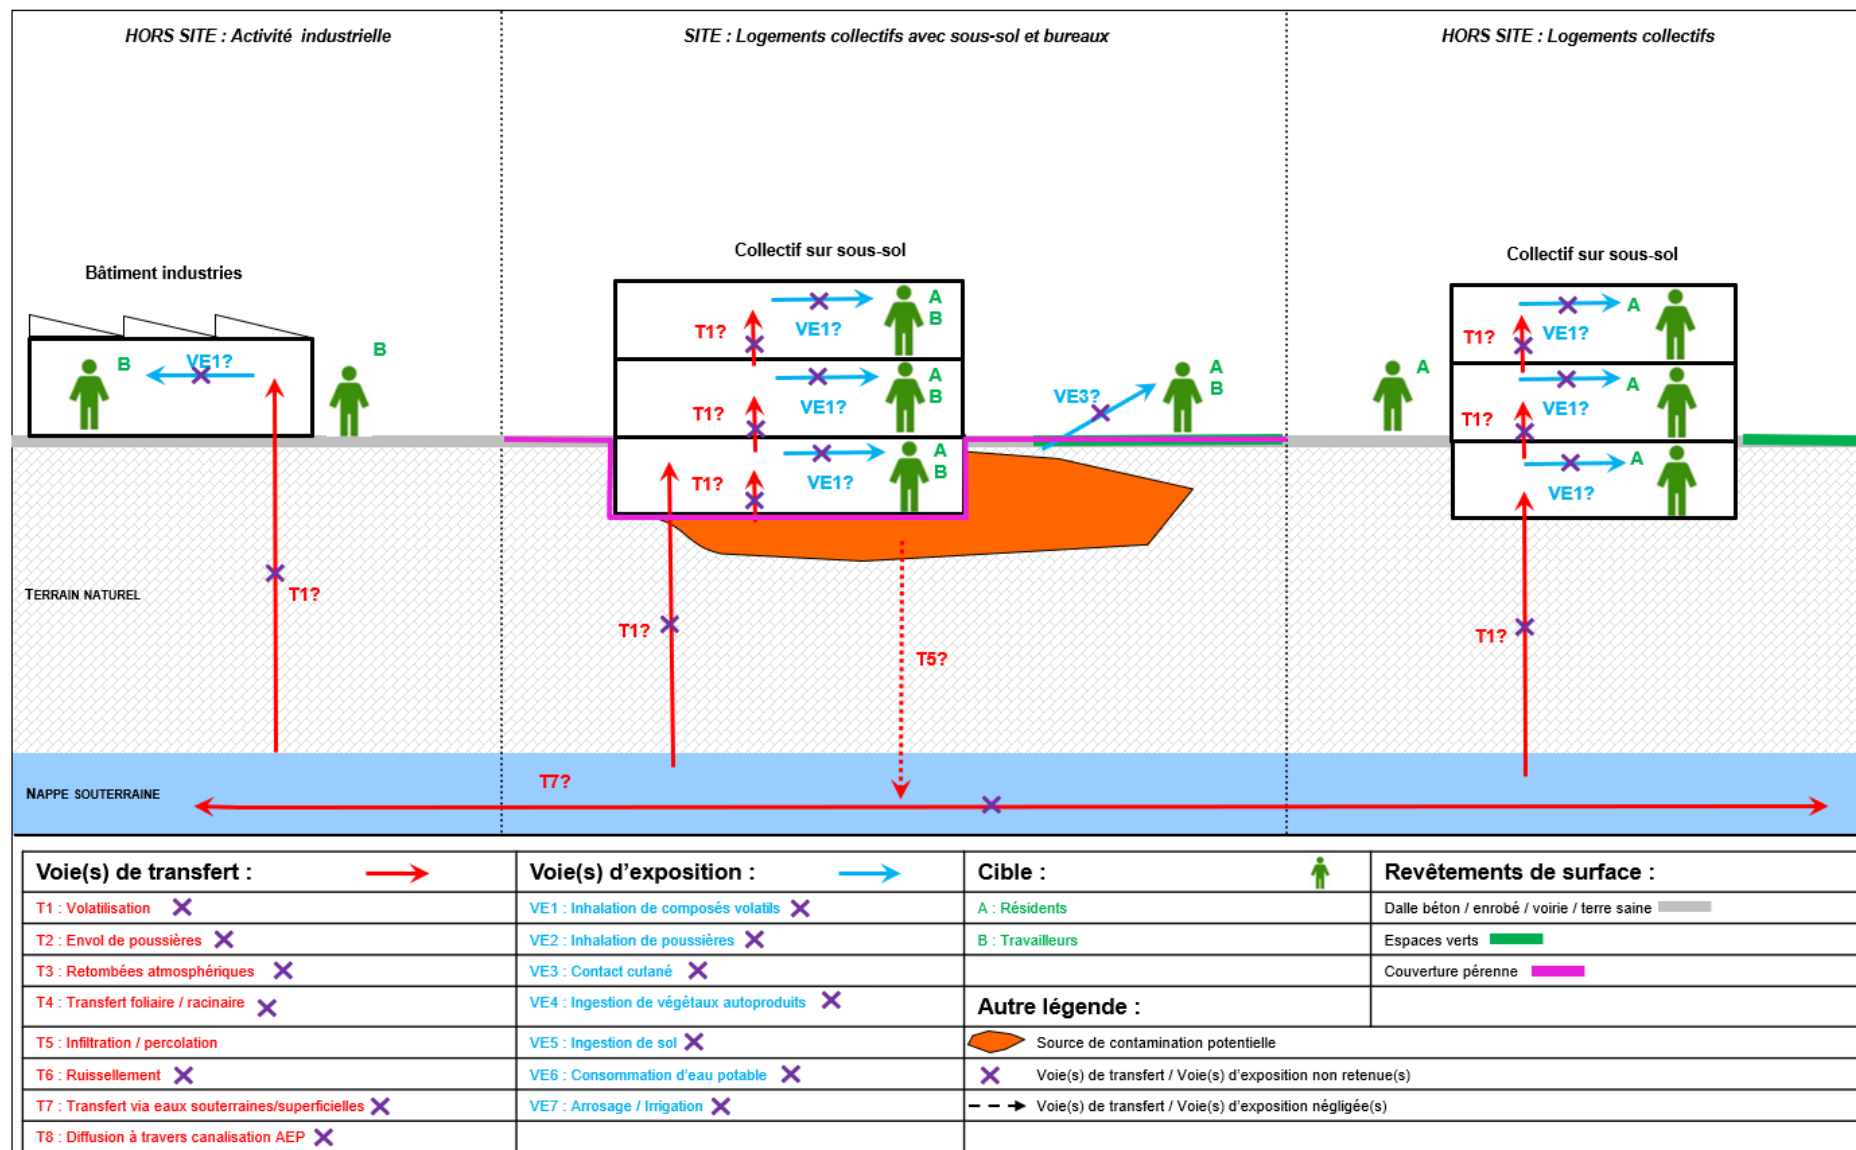 HORS SITE : Activité industrielle
SITE : Logements collectifs avec sous-sol et bureaux
HORS SITE : Logements collectifs
Bâtiment industries
Collectif sur sous-sol
Collectif sur sous-sol
B
VE1?
B
T1?
T1?
VE1?
A
B
T1?
VE1?
A
B
T1?
VE1?
A
B
T1?
T5?
VE3?
A
B
A
T1?
VE1?
A
T1?
VE1?
A
VE1?
A
T1?
TERRAIN NATUREL
NAPPE SOUTERRAINE
T7?
Voie(s) de transfert :
T1 : Volatilisation
T2 : Envol de poussières
T3 : Retombées atmosphériques
T4 : Transfert foliaire / racinaire
T5 : Infiltration / percolation
T6 : Ruissellement
T7 : Transfert via eaux souterraines/superficielles
T8 : Diffusion à travers canalisation AEP
Voie(s) d'exposition :
VE1 : Inhalation de composés volatils
VE2 : Inhalation de poussières
VE3 : Contact cutané
VE4 : Ingestion de végétaux autoproduits
VE5 : Ingestion de sol
VE6 : Consommation d'eau potable
VE7 : Arrosage / Irrigation
Cible :
A : Résidents
B : Travailleurs
Autre légende :
Source de contamination potentielle
Voie(s) de transfert / Voie(s) d'exposition non retenue(s)
Voie(s) de transfert / Voie(s) d'exposition négligée(s)
Revêtements de surface :
Dalle béton / enrobé / voirie / terre saine
Espaces verts
Couverture pérenne